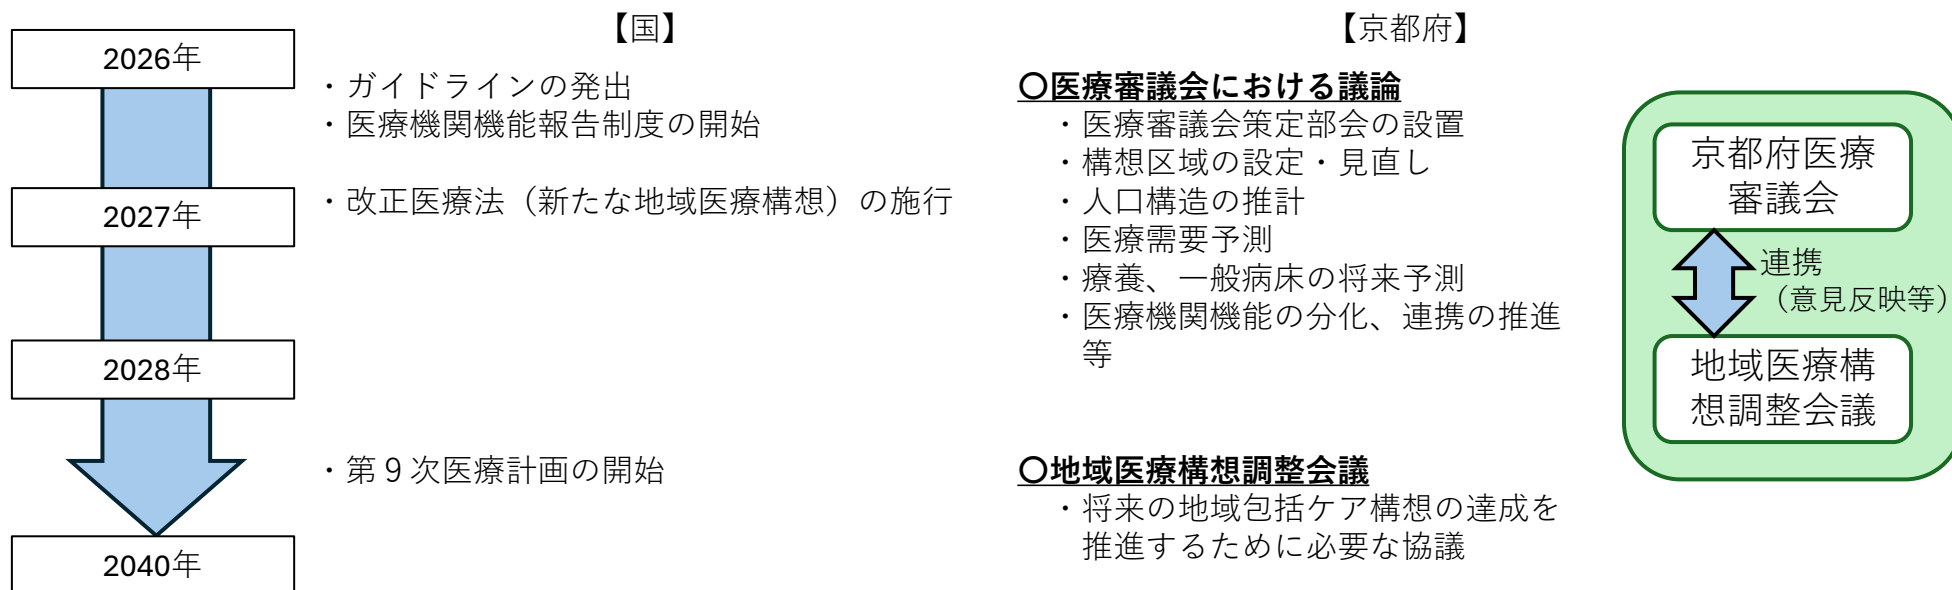 2026年
2027年
2028年
2040年
【国】
・ガイドラインの発出
・医療機関機能報告制度の開始
・改正医療法（新たな地域医療構想）の施行
・第９次医療計画の開始
【京都府】
〇医療審議会における議論
・医療審議会策定部会の設置
・構想区域の設定・見直し
・人口構造の推計
・医療需要予測
・療養、一般病床の将来予測
・医療機関機能の分化、連携の推進
等
〇地域医療構想調整会議
・将来の地域包括ケア構想の達成を
推進するために必要な協議
京都府医療
審議会
連携
（意見反映等）
地域医療構
想調整会議